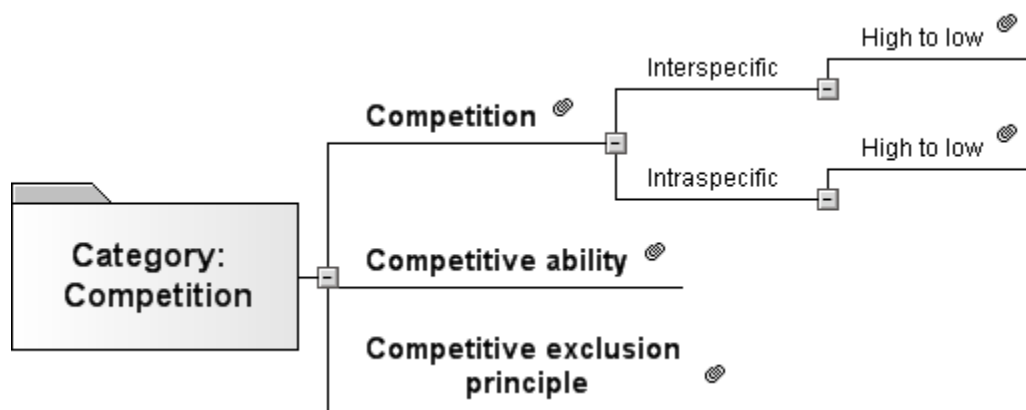 Category:
Competition
Competition
Interspecific
High to low
Intraspecific
High to low
Competitive ability
Competitive exclusion
principle